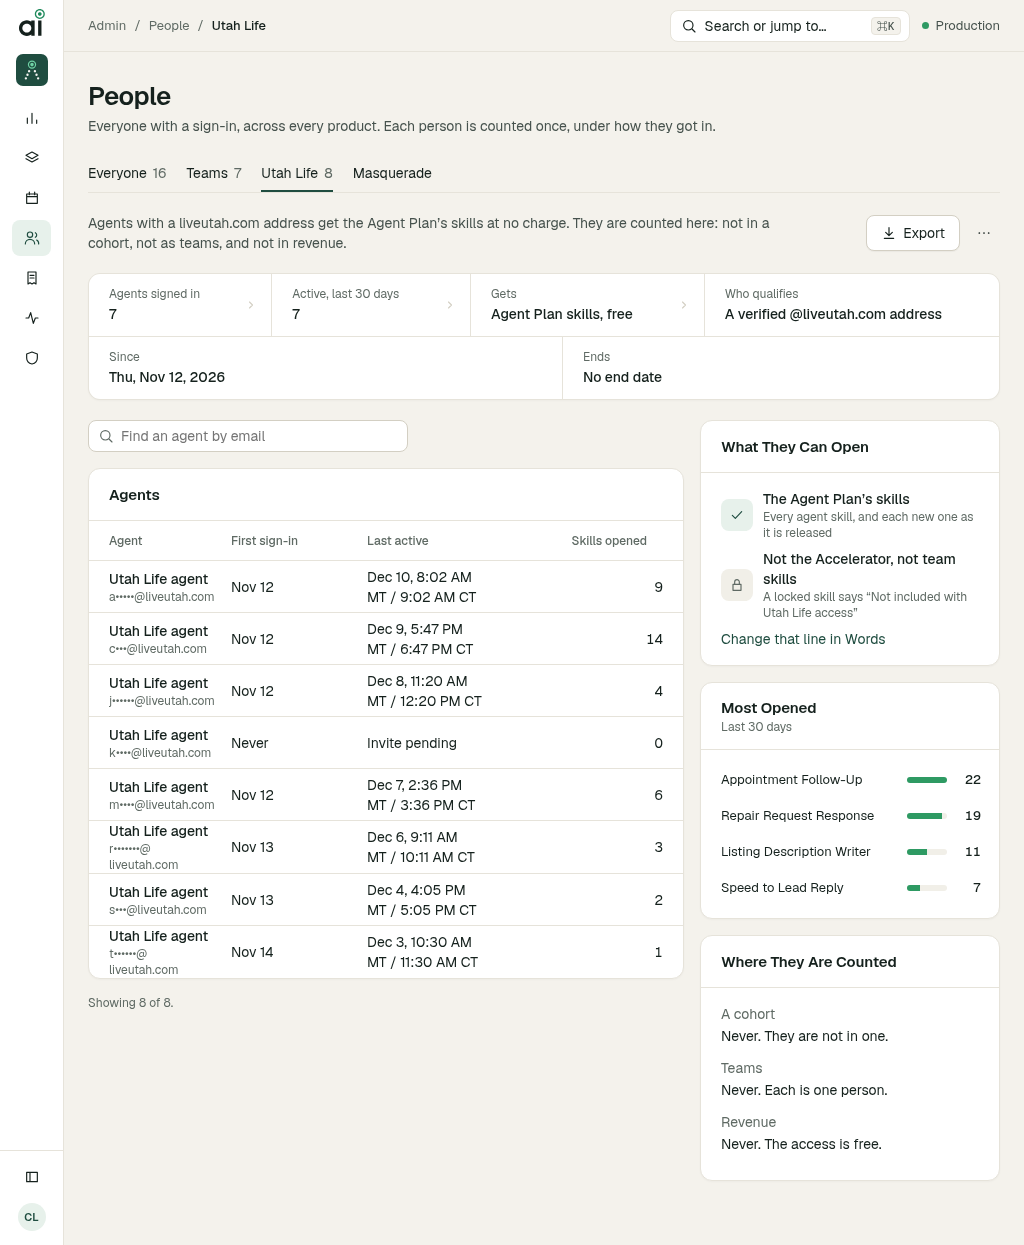 ai
Admin / People / Utah Life
Search or jump to…
⌘K
Production
People
Everyone with a sign-in, across every product. Each person is counted once, under how they got in.
Everyone 16
Teams 7
Utah Life 8
Masquerade
Agents with a liveutah.com address get the Agent Plan’s skills at no charge. They are counted here: not in a
cohort, not as teams, and not in revenue.
Export
Agents signed in
7
Active, last 30 days
7
Gets
Agent Plan skills, free
Who qualifies
A verified @liveutah.com address
Since
Thu, Nov 12, 2026
Ends
No end date
Find an agent by email
Agents
Agent
First sign-in
Last active
Skills opened
Utah Life agent
a•••••@liveutah.com
Nov 12
Dec 10, 8:02 AM
MT / 9:02 AM CT
9
Utah Life agent
c•••@liveutah.com
Nov 12
Dec 9, 5:47 PM
MT / 6:47 PM CT
14
Utah Life agent
j••••••@liveutah.com
Nov 12
Dec 8, 11:20 AM
MT / 12:20 PM CT
4
Utah Life agent
k••••@liveutah.com
Never
Invite pending
0
Utah Life agent
m••••@liveutah.com
Nov 12
Dec 7, 2:36 PM
MT / 3:36 PM CT
6
Utah Life agent
r•••••••@
liveutah.com
Nov 13
Dec 6, 9:11 AM
MT / 10:11 AM CT
3
Utah Life agent
s•••@liveutah.com
Nov 13
Dec 4, 4:05 PM
MT / 5:05 PM CT
2
Utah Life agent
t••••••@
liveutah.com
Nov 14
Dec 3, 10:30 AM
MT / 11:30 AM CT
1
Showing 8 of 8.
What They Can Open
The Agent Plan’s skills
Every agent skill, and each new one as
it is released
Not the Accelerator, not team
skills
A locked skill says “Not included with
Utah Life access”
Change that line in Words
Most Opened
Last 30 days
Appointment Follow-Up 22
Repair Request Response 19
Listing Description Writer 11
Speed to Lead Reply 7
Where They Are Counted
A cohort
Never. They are not in one.
Teams
Never. Each is one person.
Revenue
Never. The access is free.
CL